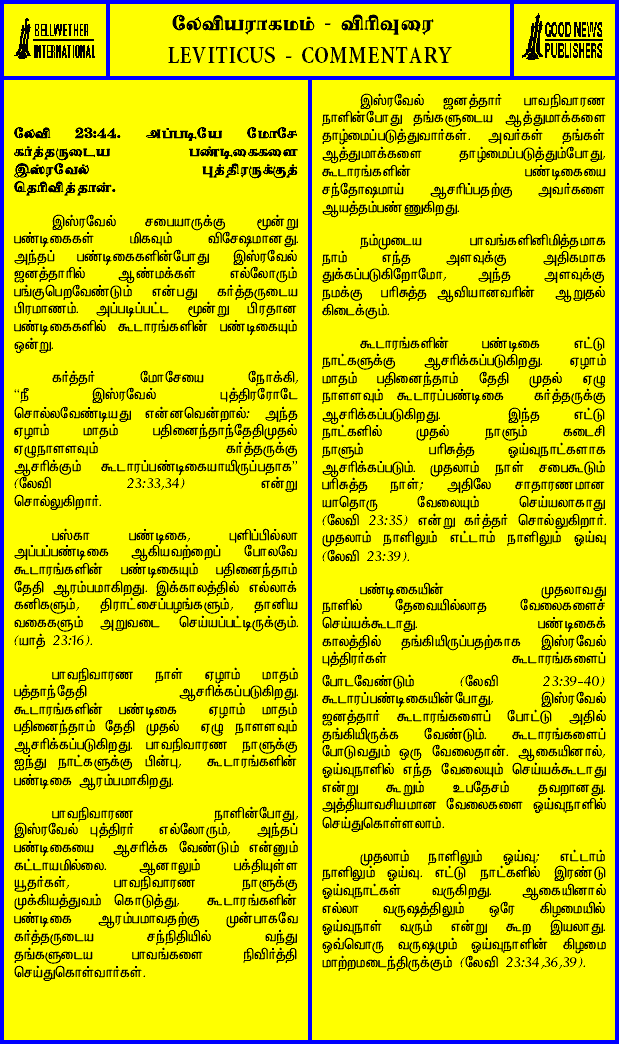 BELLWETHER
INTERNATIONAL
லேவியராகமம் - விரிவுரை
LEVITICUS - COMMENTARY
GOOD NEWS
PUBLISHERS
லேவி 23:44. அப்படியே மோசே
கர்த்தருடைய பண்டிகைகளை
இஸ்ரவேல் புத்திரருக்குத்
தெரிவித்தான்.
இஸ்ரவேல் சபையாருக்கு மூன்று
பண்டிகைகள் மிகவும் விசேஷமானது.
அந்தப் பண்டிகைகளின்போது இஸ்ரவேல்
ஜனத்தாரில் ஆண்மக்கள் எல்லோரும்
பங்குபெறவேண்டும் என்பது கர்த்தருடைய
பிரமாணம். அப்படிப்பட்ட மூன்று பிரதான
பண்டிகைகளில் கூடாரங்களின் பண்டிகையும்
ஒன்று.
கர்த்தர் மோசேயை நோக்கி,
“நீ இஸ்ரவேல் புத்திரரோடே
சொல்லவேண்டியது என்னவென்றால்: அந்த
ஏழாம் மாதம் பதினைந்தாந்தேதிமுதல்
ஏழுநாளளவும் கர்த்தருக்கு
ஆசரிக்கும் கூடாரப்பண்டிகையாயிருப்பதாக”
(லேவி 23:33,34) என்று
சொல்லுகிறார்.
பஸ்கா பண்டிகை, புளிப்பில்லா
அப்பப்பண்டிகை ஆகியவற்றைப் போலவே
கூடாரங்களின் பண்டிகையும் பதினைந்தாம்
தேதி ஆரம்பமாகிறது. இக்காலத்தில் எல்லாக்
கனிகளும், திராட்சைப்பழங்களும், தானிய
வகைகளும் அறுவடை செய்யப்பட்டிருக்கும்.
(யாத் 23:16).
பாவநிவாரண நாள் ஏழாம் மாதம்
பத்தாந்தேதி ஆசரிக்கப்படுகிறது.
கூடாரங்களின் பண்டிகை ஏழாம் மாதம்
பதினைந்தாம் தேதி முதல் ஏழு நாளளவும்
ஆசரிக்கப்படுகிறது. பாவநிவாரண நாளுக்கு
ஐந்து நாட்களுக்கு பின்பு, கூடாரங்களின்
பண்டிகை ஆரம்பமாகிறது.
பாவநிவாரண நாளின்போது,
இஸ்ரவேல் புத்திரர் எல்லோரும், அந்தப்
பண்டிகையை ஆசரிக்க வேண்டும் என்னும்
கட்டாயமில்லை. ஆனாலும் பக்தியுள்ள
யூதர்கள், பாவநிவாரண நாளுக்கு
முக்கியத்துவம் கொடுத்து, கூடாரங்களின்
பண்டிகை ஆரம்பமாவதற்கு முன்பாகவே
கர்த்தருடைய சந்நிதியில் வந்து
தங்களுடைய பாவங்களை நிவிர்த்தி
செய்துகொள்வார்கள்.
இஸ்ரவேல் ஜனத்தார் பாவநிவாரண
நாளின்போது தங்களுடைய ஆத்துமாக்களை
தாழ்மைப்படுத்துவார்கள். அவர்கள் தங்கள்
ஆத்துமாக்களை தாழ்மைப்படுத்தும்போது,
கூடாரங்களின் பண்டிகையை
சந்தோஷமாய் ஆசரிப்பதற்கு அவர்களை
ஆயத்தம்பண்ணுகிறது.
நம்முடைய பாவங்களினிமித்தமாக
நாம் எந்த அளவுக்கு அதிகமாக
துக்கப்படுகிறோமோ, அந்த அளவுக்கு
நமக்கு பரிசுத்த ஆவியானவரின் ஆறுதல்
கிடைக்கும்.
கூடாரங்களின் பண்டிகை எட்டு
நாட்களுக்கு ஆசரிக்கப்படுகிறது. ஏழாம்
மாதம் பதினைந்தாம் தேதி முதல் ஏழு
நாளளவும் கூடாரப்பண்டிகை கர்த்தருக்கு
ஆசரிக்கப்படுகிறது. இந்த எட்டு
நாட்களில் முதல் நாளும் கடைசி
நாளும் பரிசுத்த ஓய்வுநாட்களாக
ஆசரிக்கப்படும். முதலாம் நாள் சபைகூடும்
பரிசுத்த நாள்; அதிலே சாதாரணமான
யாதொரு வேலையும் செய்யலாகாது
(லேவி 23:35) என்று கர்த்தர் சொல்லுகிறார்.
முதலாம் நாளிலும் எட்டாம் நாளிலும் ஓய்வு
(லேவி 23:39).
பண்டிகையின் முதலாவது
நாளில் தேவையில்லாத வேலைகளைச்
செய்யக்கூடாது. பண்டிகைக்
காலத்தில் தங்கியிருப்பதற்காக இஸ்ரவேல்
புத்திரர்கள் கூடாரங்களைப்
போடவேண்டும் (லேவி 23:39-40)
கூடாரப்பண்டிகையின்போது, இஸ்ரவேல்
ஜனத்தார் கூடாரங்களைப் போட்டு அதில்
தங்கியிருக்க வேண்டும். கூடாரங்களைப்
போடுவதும் ஒரு வேலைதான். ஆகையினால்,
ஓய்வுநாளில் எந்த வேலையும் செய்யக்கூடாது
என்று கூறும் உபதேசம் தவறானது.
அத்தியாவசியமான வேலைகளை ஓய்வுநாளில்
செய்துகொள்ளலாம்.
முதலாம் நாளிலும் ஓய்வு; எட்டாம்
நாளிலும் ஓய்வு. எட்டு நாட்களில் இரண்டு
ஓய்வுநாட்கள் வருகிறது. ஆகையினால்
எல்லா வருஷத்திலும் ஒரே கிழமையில்
ஓய்வுநாள் வரும் என்று கூற இயலாது.
ஒவ்வொரு வருஷமும் ஓய்வுநாளின் கிழமை
மாற்றமடைந்திருக்கும் (லேவி 23:34,36,39).